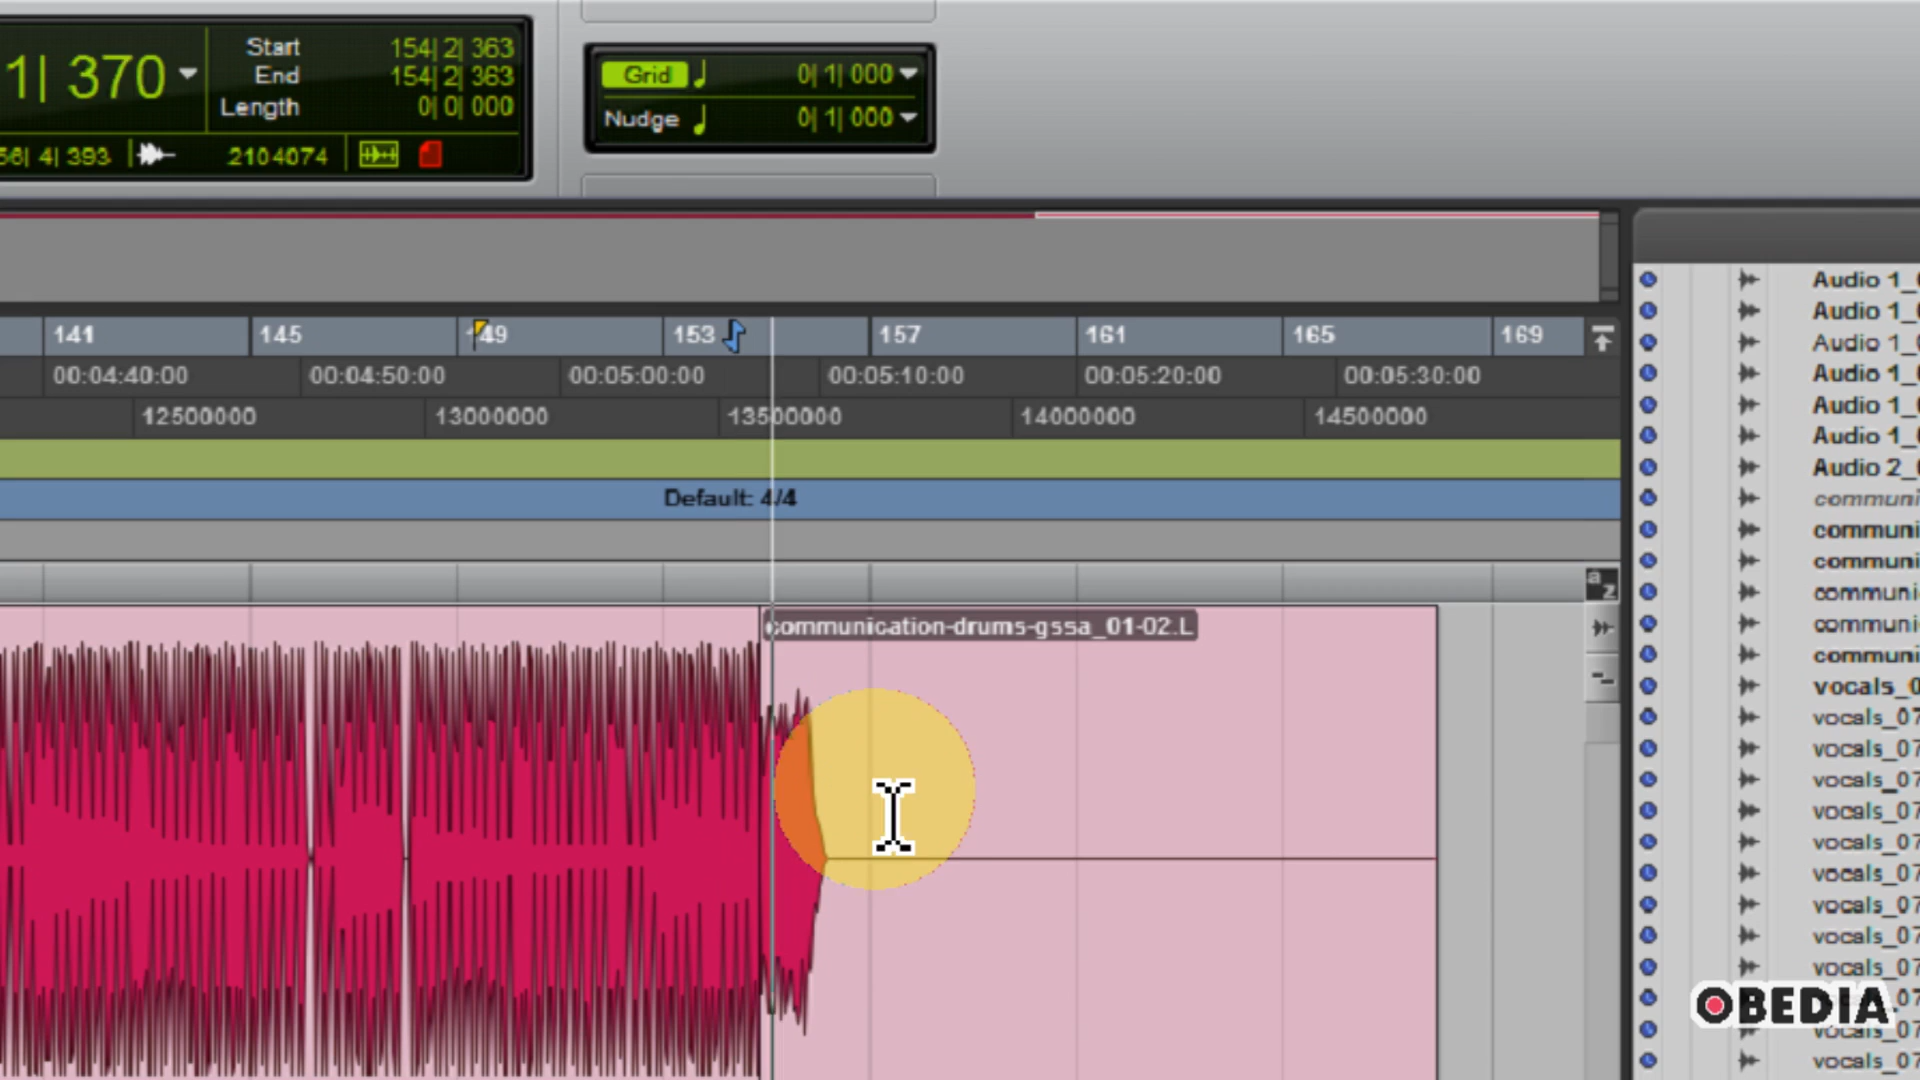 1| 370
Start 154| 2| 363
End 154| 2| 363
Length 0| 0| 000
56| 4| 393 2104074
Grid 0| 1| 000
Nudge 0| 1| 000
141 145 149 153 157 161 165 169
00:04:40:00 00:04:50:00 00:05:00:00 00:05:10:00 00:05:20:00 00:05:30:00
12500000 13000000 13500000 14000000 14500000
Default: 4/4
a z
communication-drums-gssa_01-02.L
Audio 1_
Audio 1_
Audio 1_
Audio 1_
Audio 1_
Audio 1_
Audio 2_
communi
communi
communi
communi
communi
communi
vocals_0
vocals_07
vocals_07
vocals_07
vocals_07
vocals_07
vocals_07
vocals_07
vocals_07
vocals_07
07
vocals_07
vocals_07
OBEDIA